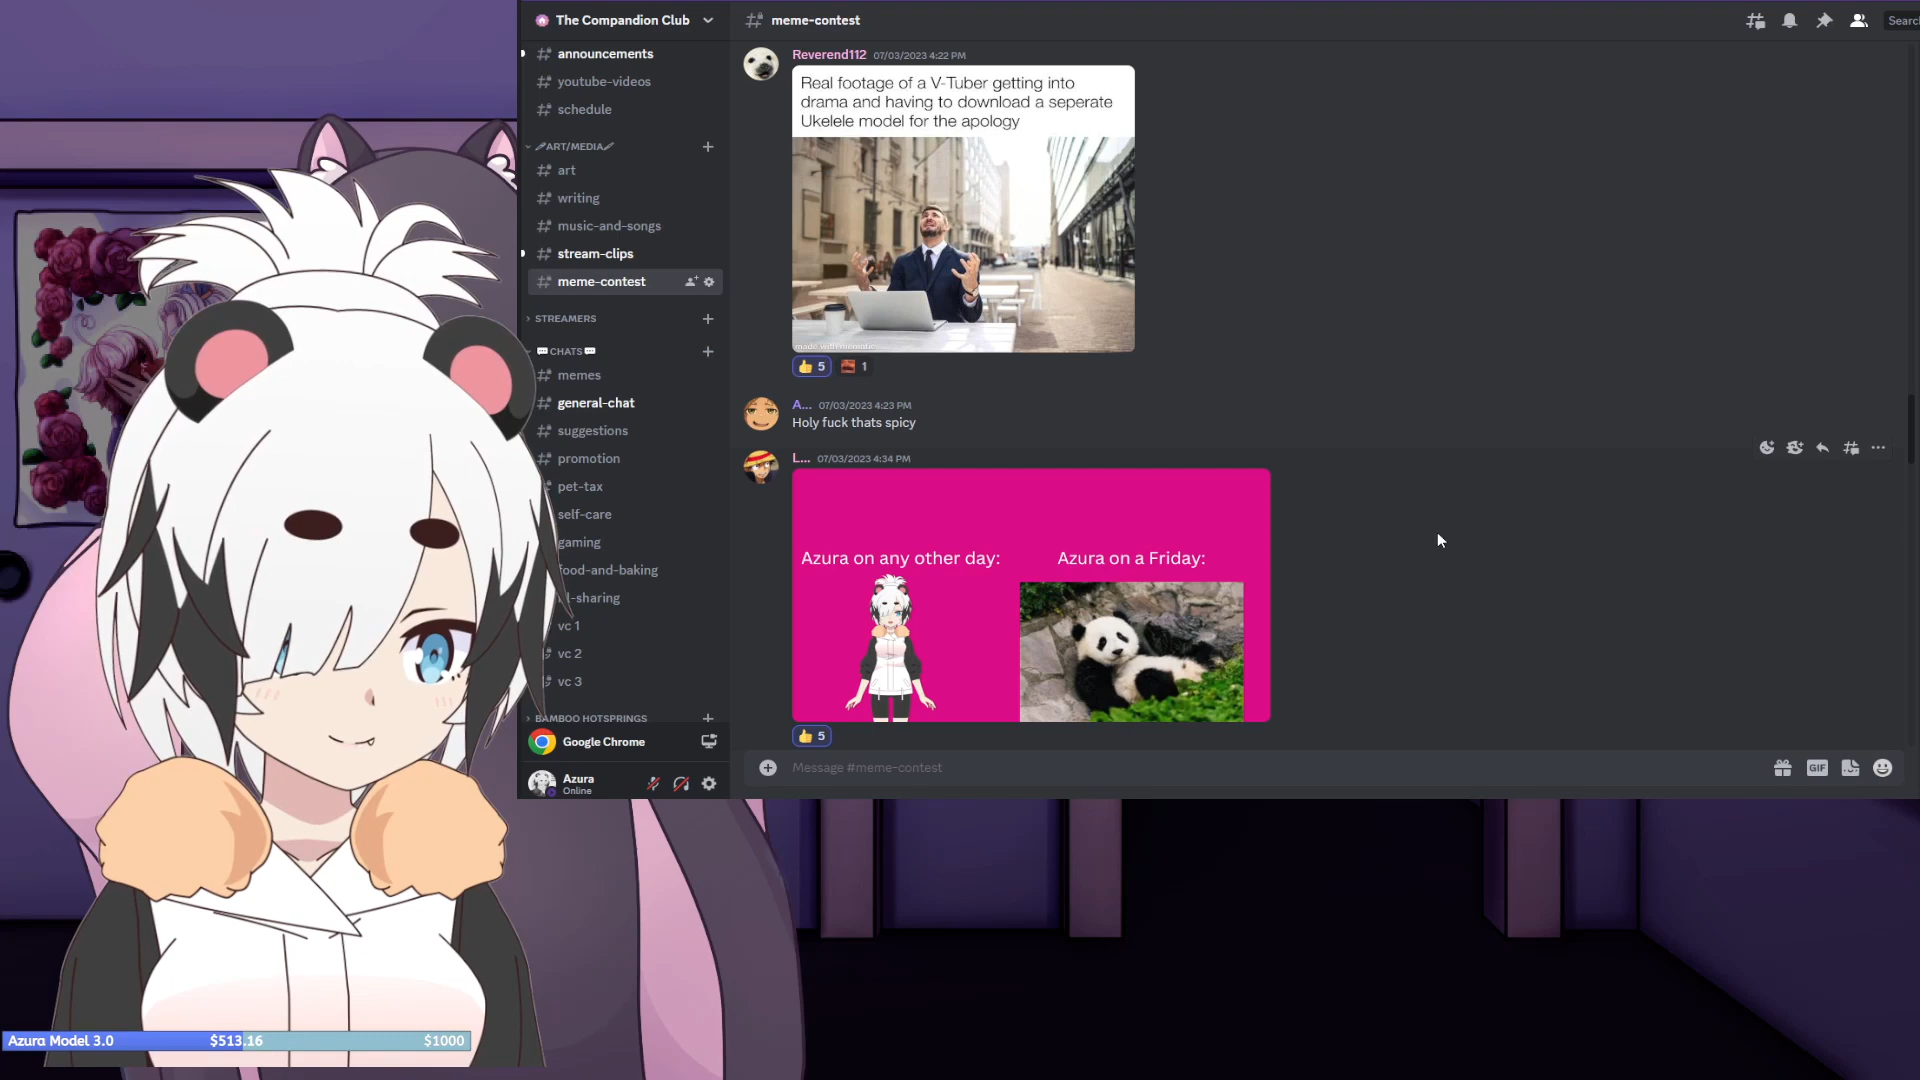 The Compandion Club
announcements
youtube-videos
schedule
ART/MEDIA
art
writing
music-and-songs
stream-clips
meme-contest
STREAMERS
CHATS
memes
general-chat
suggestions
promotion
pet-tax
self-care
gaming
food-and-baking
l-sharing
vc 1
vc 2
vc 3
BAMBOO HOTSPRINGS
Google Chrome
Azura
Online
meme-contest
Search
Reverend112 07/03/2023 4:22 PM
Real footage of a V-Tuber getting into
drama and having to download a seperate
Ukelele model for the apology
made with mematic
5
1
A... 07/03/2023 4:23 PM
Holy fuck thats spicy
L... 07/03/2023 4:34 PM
Azura on any other day:
Azura on a Friday:
5
Message #meme-contest
GIF
Azura Model 3.0 $513.16 $1000